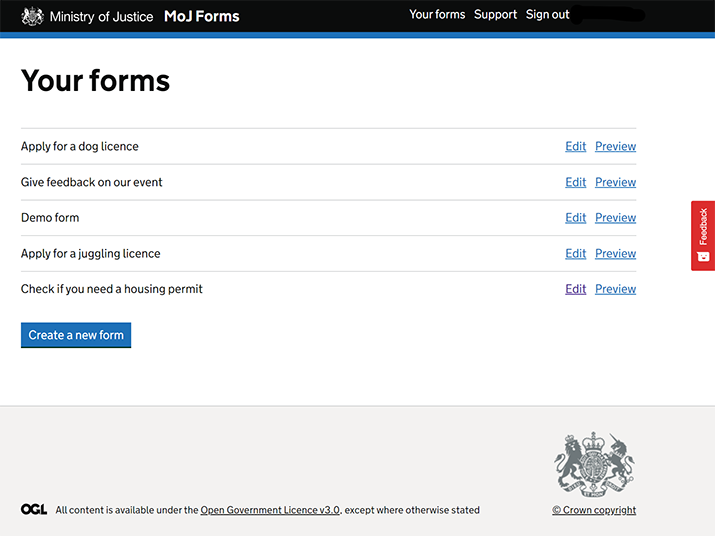 Ministry of Justice MoJ Forms Your forms Support Sign out
Your forms
Apply for a dog licence Edit Preview
Give feedback on our event Edit Preview
Demo form Edit Preview
Apply for a juggling licence Edit Preview
Check if you need a housing permit Edit Preview
Feedback
Create a new form
OGL All content is available under the Open Government Licence v3.0, except where otherwise stated © Crown copyright